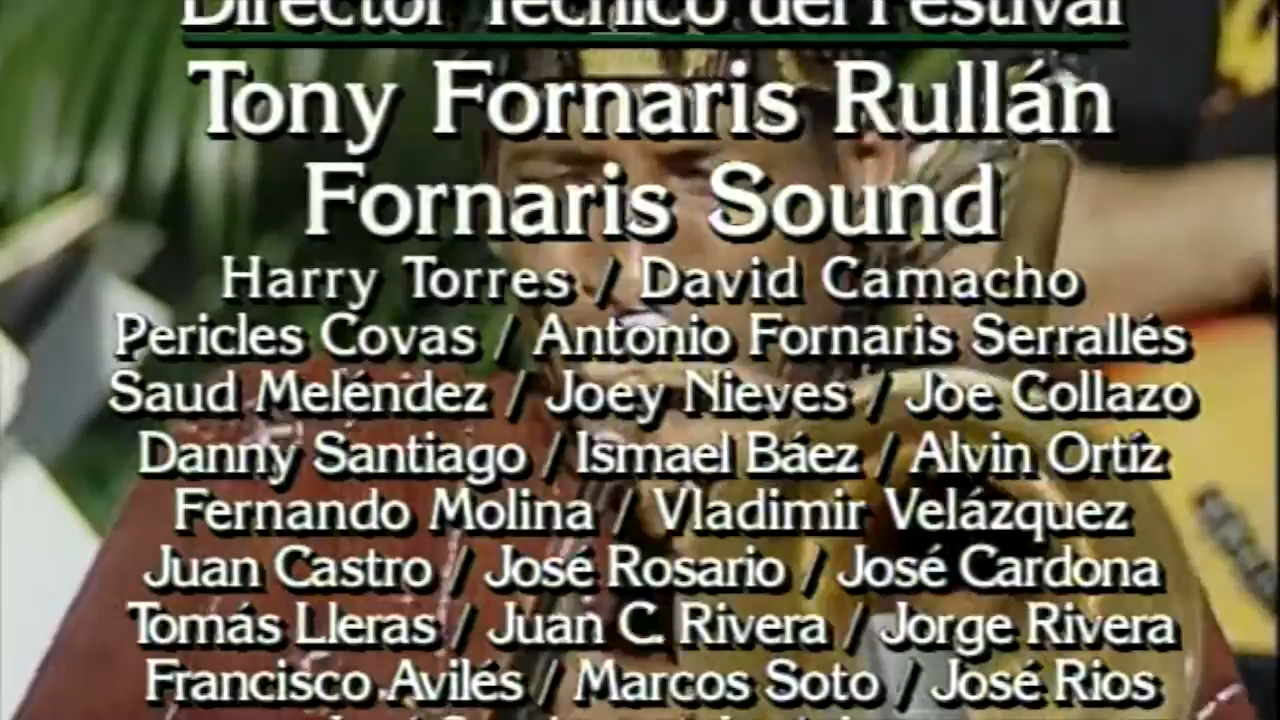 Director Técnico del Festival
Tony Fornaris Rullán
Fornaris Sound
Harry Torres / David Camacho
Pericles Covas / Antonio Fornaris Serrallés
Saud Meléndez / Joey Nieves / Joe Collazo
Danny Santiago / Ismael Báez / Alvin Ortíz
Fernando Molina / Vladimir Velázquez
Juan Castro / José Rosario / José Cardona
Tomás Lleras / Juan C. Rivera / Jorge Rivera
Francisco Avilés / Marcos Soto / José Rios